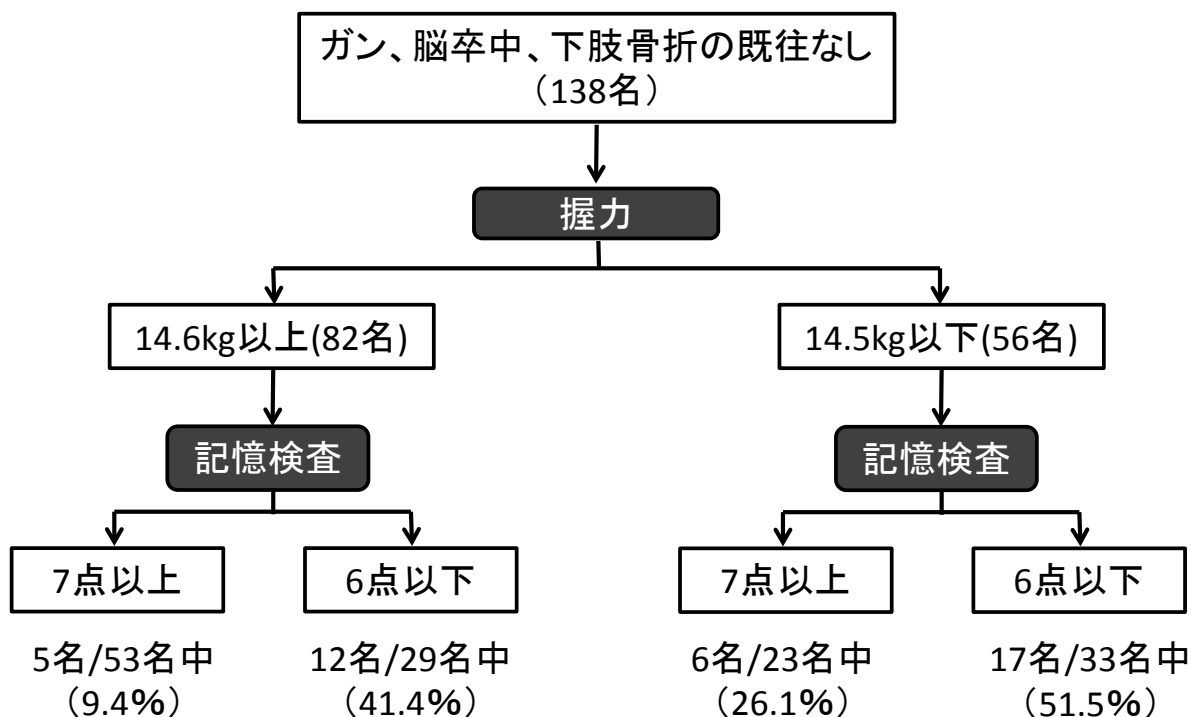 ガン、脳卒中、下肢骨折の既往なし
（138名）
握力
14.6kg以上(82名)
14.5kg以下(56名)
記憶検査
記憶検査
7点以上
6点以下
7点以上
6点以下
5名/53名中
（9.4%）
12名/29名中
（41.4%）
6名/23名中
（26.1%）
17名/33名中
（51.5%）